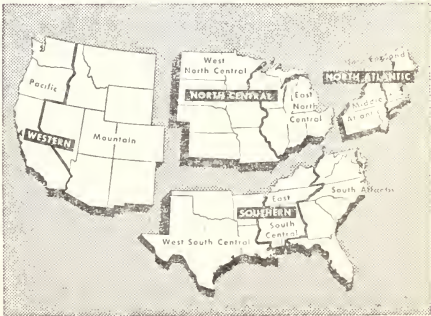 West
North Central
New England
NORTH ATLANTIC
Pacific
NORTH CENTRAL
East
North
Central
Middle
Atlantic
WESTERN
Mountain
East
South Atlantic
SOUTHERN
South
Central
West South Central